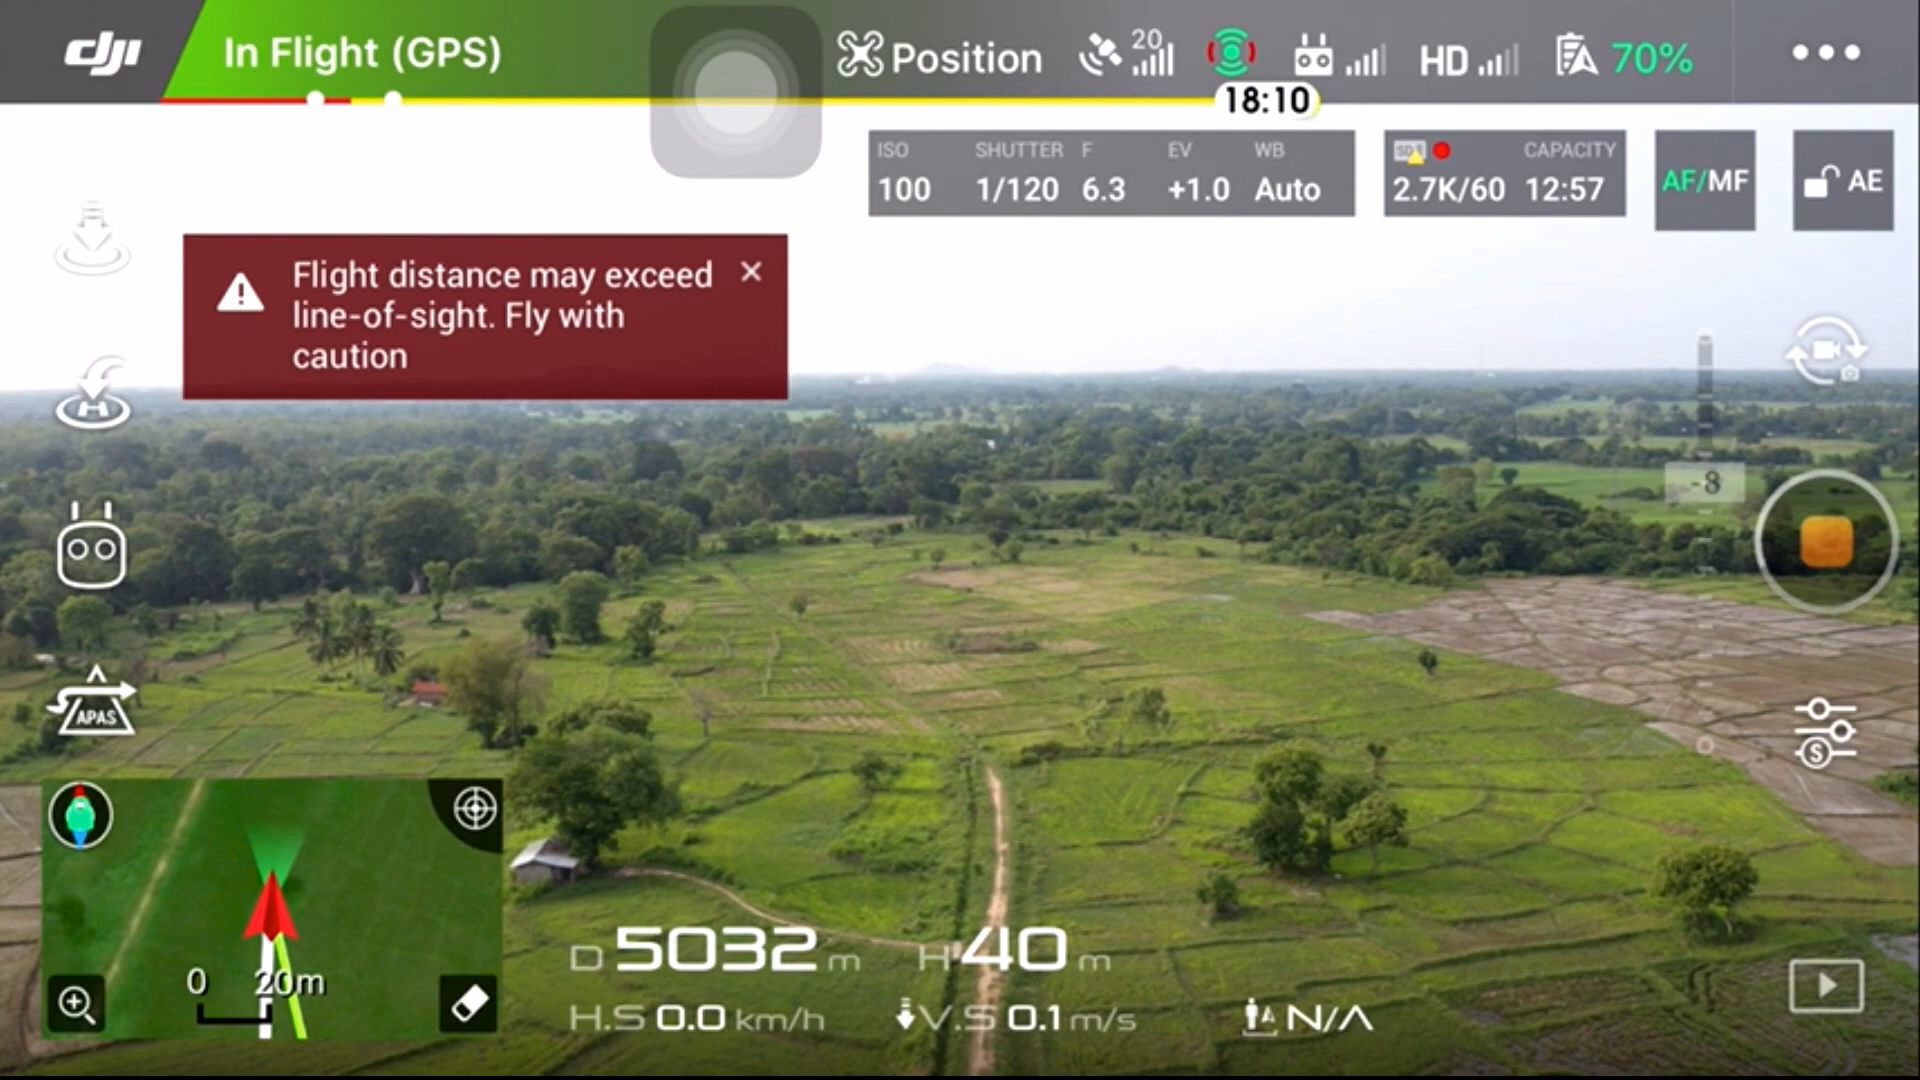 dji In Flight (GPS) Position 20 HD 70%
18:10
ISO SHUTTER F EV WB
100 1/120 6.3 +1.0 Auto
SD CAPACITY
2.7K/60 12:57
AF/MF
AE
Flight distance may exceed
line-of-sight. Fly with
caution
-8
H
APAS
S
0 20m
D 5032 m H 40 m
H.S 0.0 km/h V.S 0.1 m/s N/A